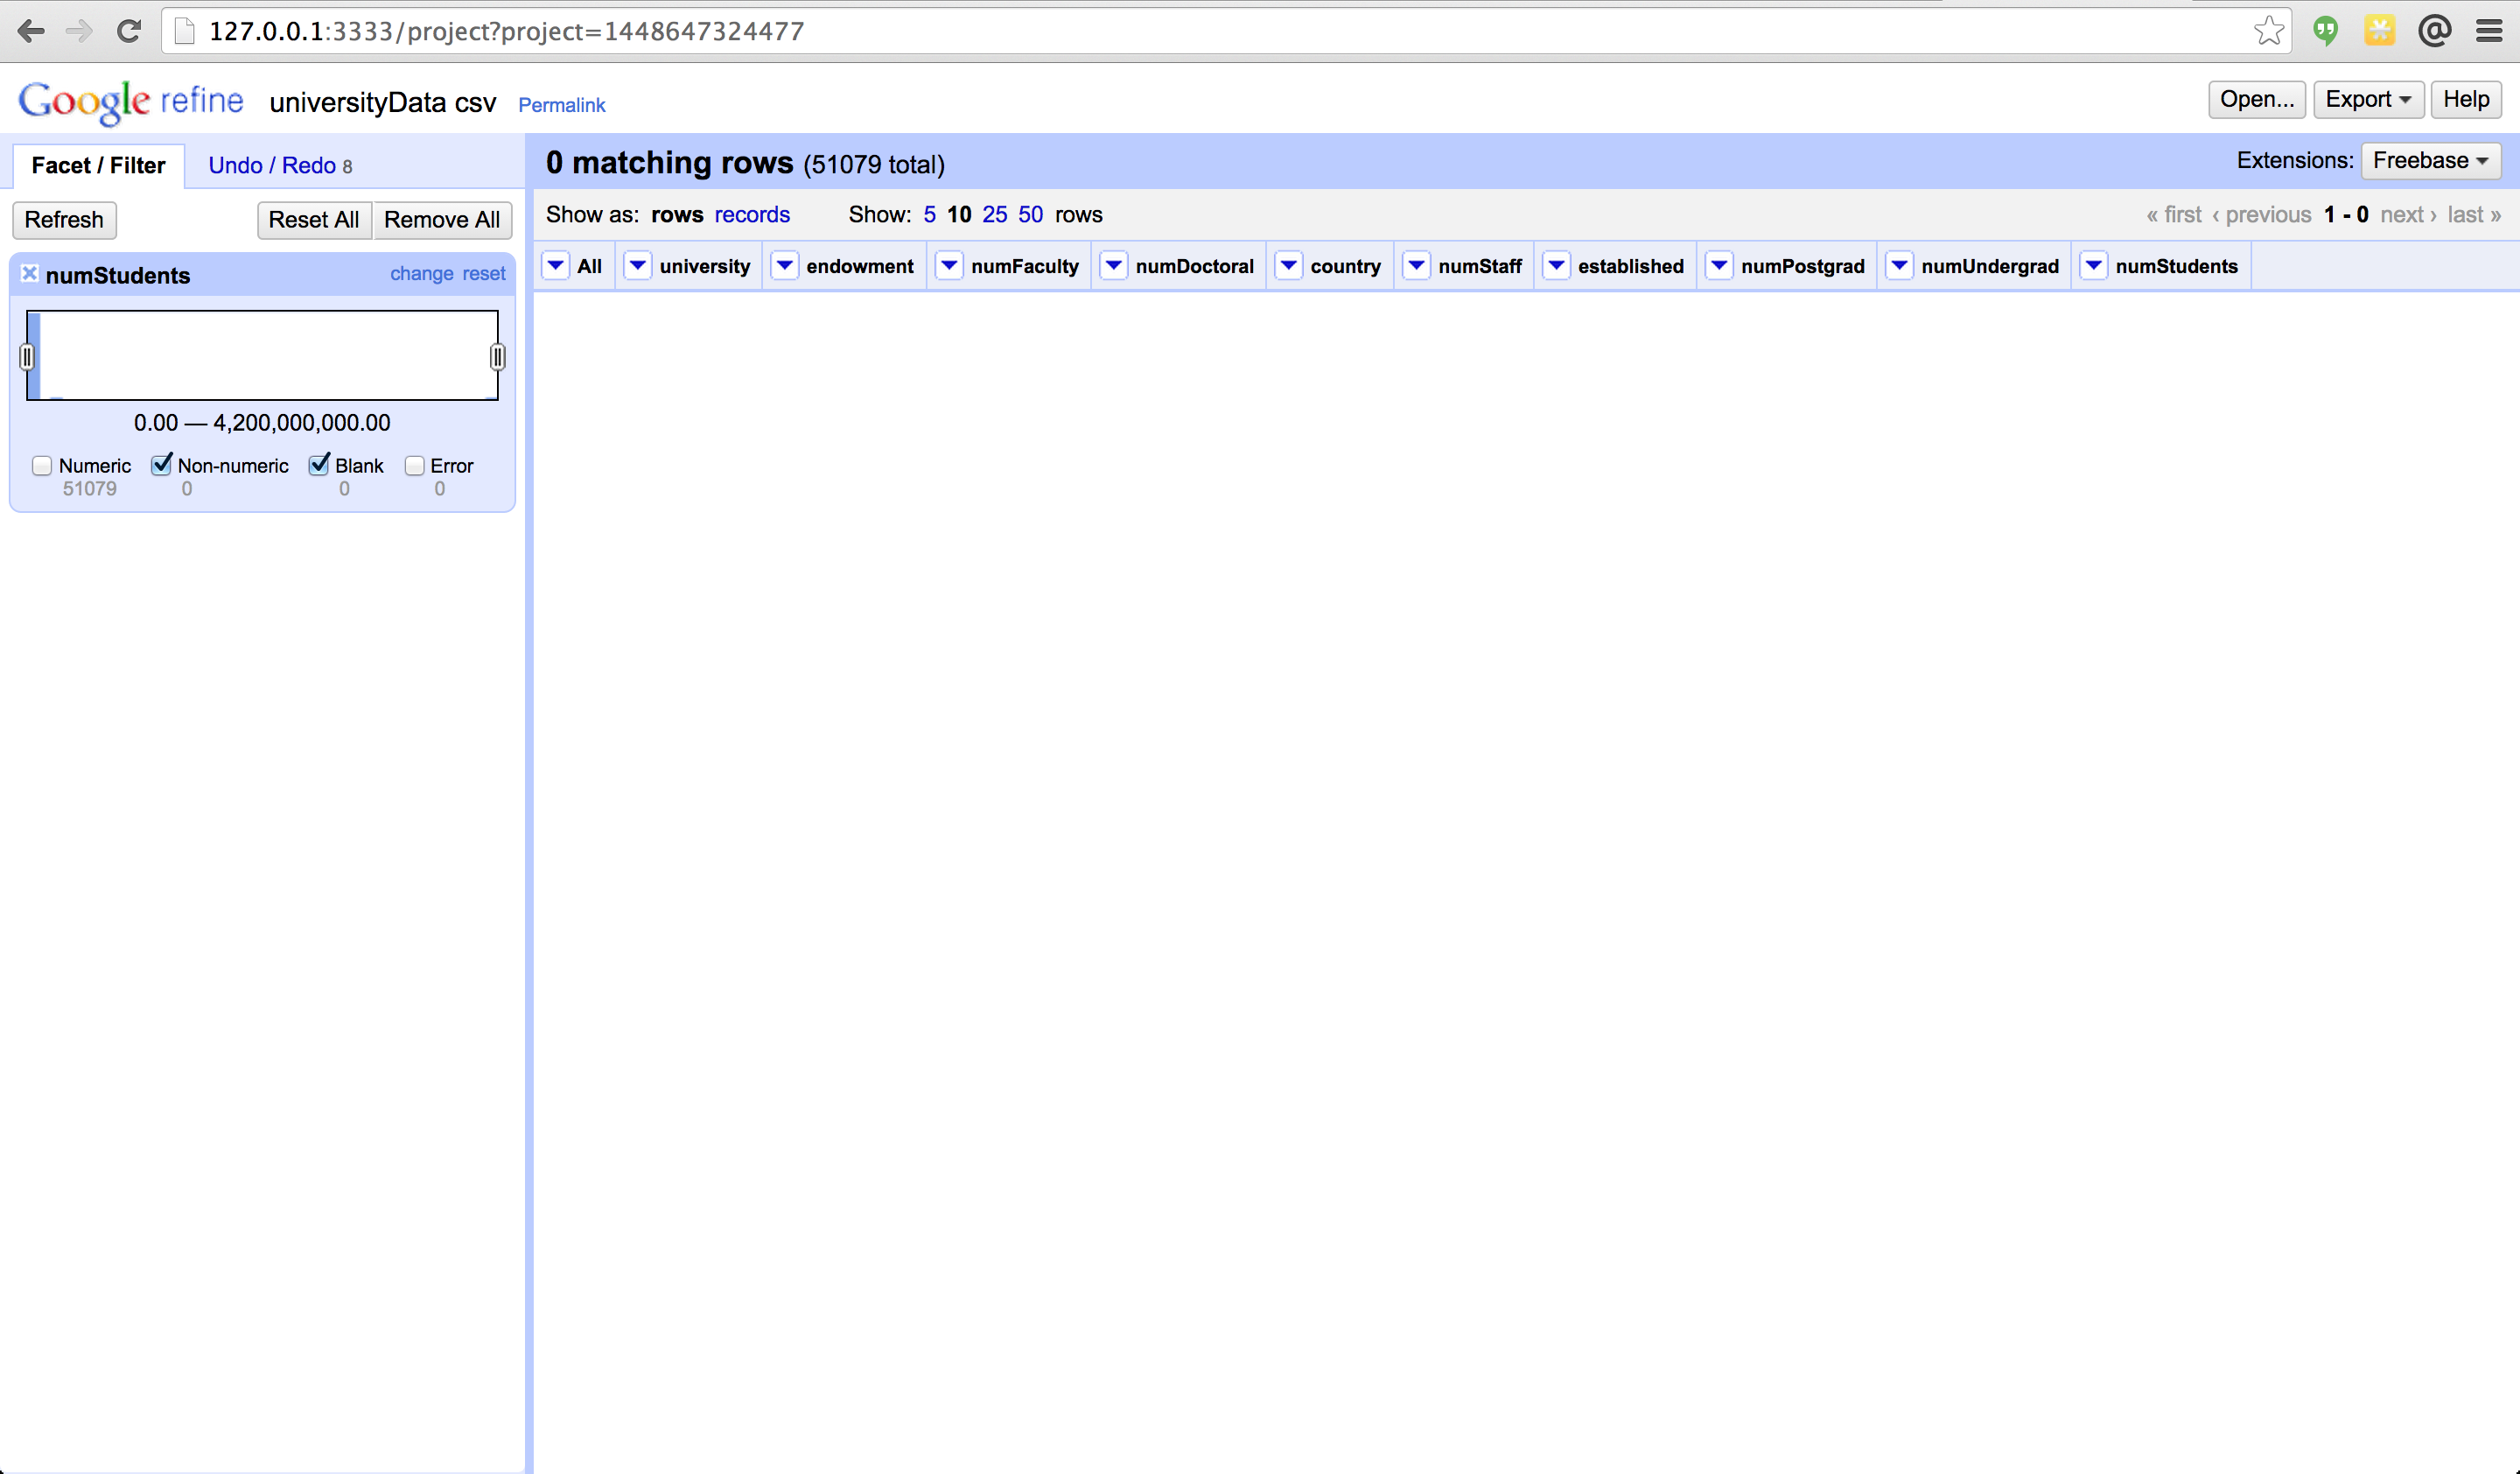 127.0.0.1:3333/project?project=1448647324477
Google refine universityData csv Permalink Open... Export Help
Facet / Filter Undo / Redo 8 0 matching rows (51079 total) Extensions: Freebase
Refresh Reset All Remove All Show as: rows records Show: 5 10 25 50 rows « first ‹ previous 1 - 0 next › last »
All university endowment numFaculty numDoctoral country numStaff established numPostgrad numUndergrad numStudents
numStudents change reset
0.00 — 4,200,000,000.00
Numeric Non-numeric Blank Error
51079 0 0 0